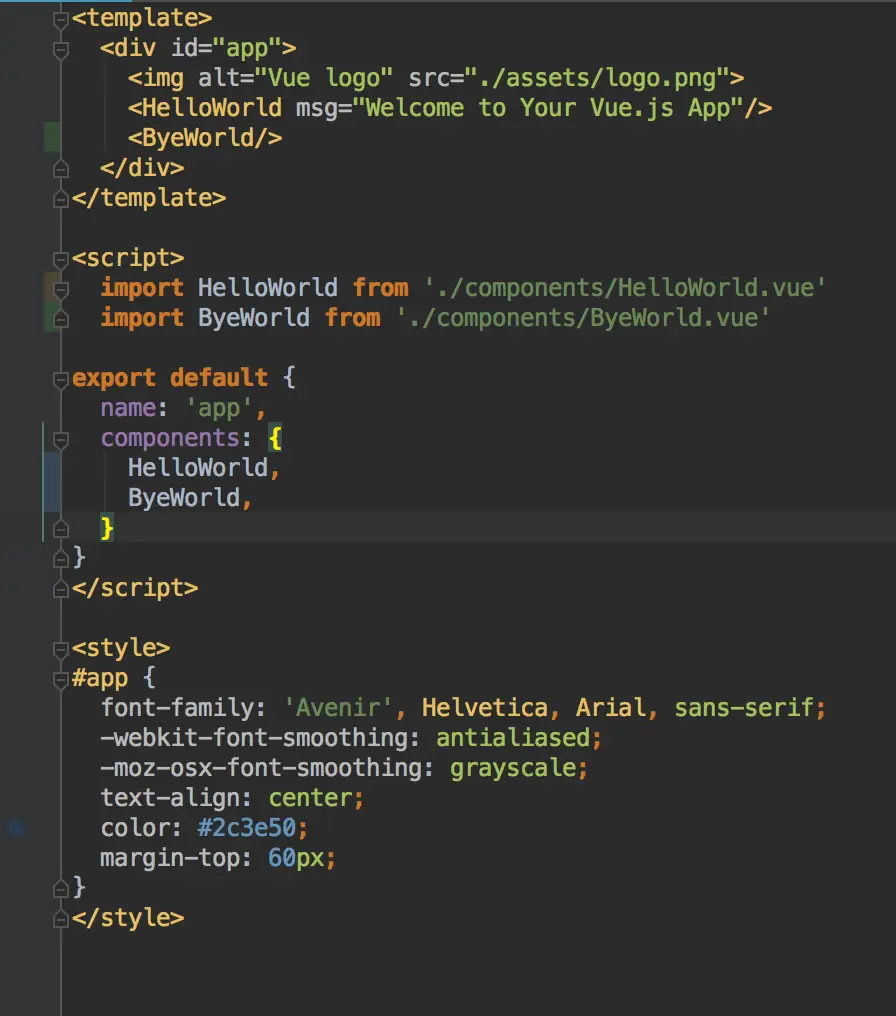 <template>
  <div id="app">
    <img alt="Vue logo" src="./assets/logo.png">
    <HelloWorld msg="Welcome to Your Vue.js App"/>
    <ByeWorld/>
  </div>
</template>

<script>
  import HelloWorld from './components/HelloWorld.vue'
  import ByeWorld from './components/ByeWorld.vue'

export default {
  name: 'app',
  components: {
    HelloWorld,
    ByeWorld,
  }
}
</script>

<style>
#app {
  font-family: 'Avenir', Helvetica, Arial, sans-serif;
  -webkit-font-smoothing: antialiased;
  -moz-osx-font-smoothing: grayscale;
  text-align: center;
  color: #2c3e50;
  margin-top: 60px;
}
</style>